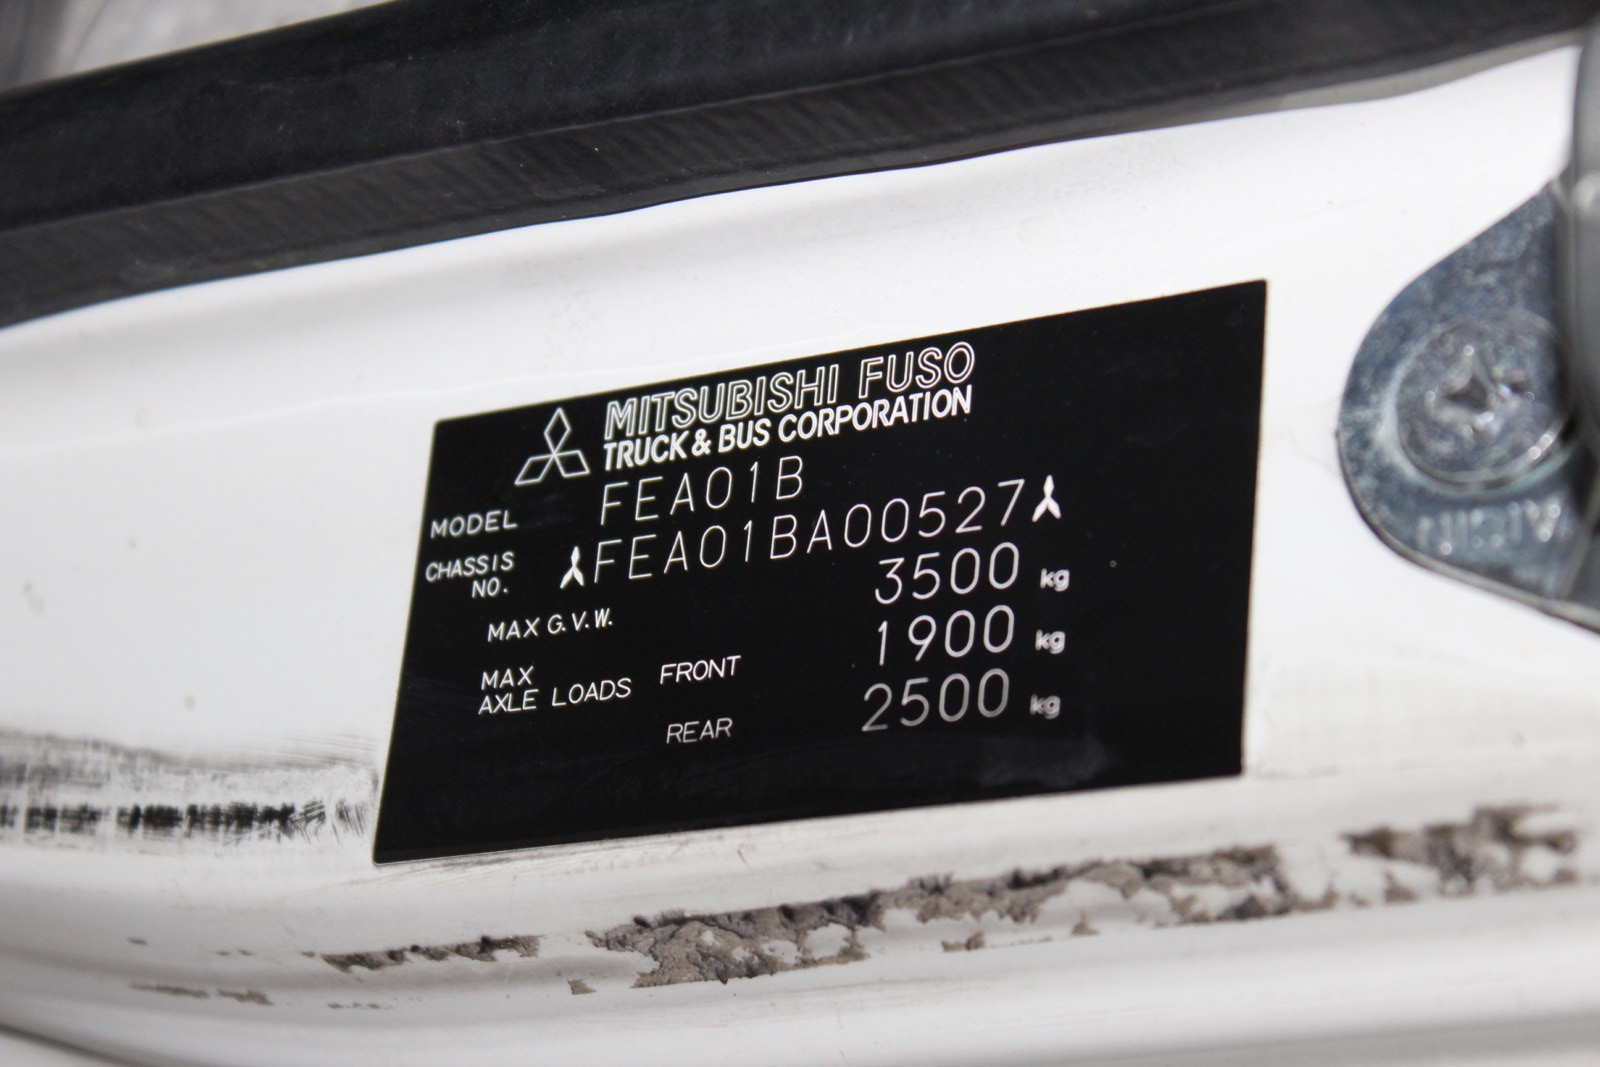 MITSUBISHI FUSO
TRUCK & BUS CORPORATION
MODEL FEA01B
CHASSIS NO. FEA01BA00527
MAX G.V.W. 3500 kg
MAX AXLE LOADS FRONT 1900 kg
REAR 2500 kg
AISIN